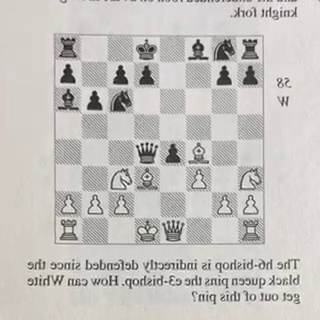 knight fork.
58
W
The h6-bishop is indirectly defended since the
black queen pins the e3-bishop. How can White
get out of this pin?